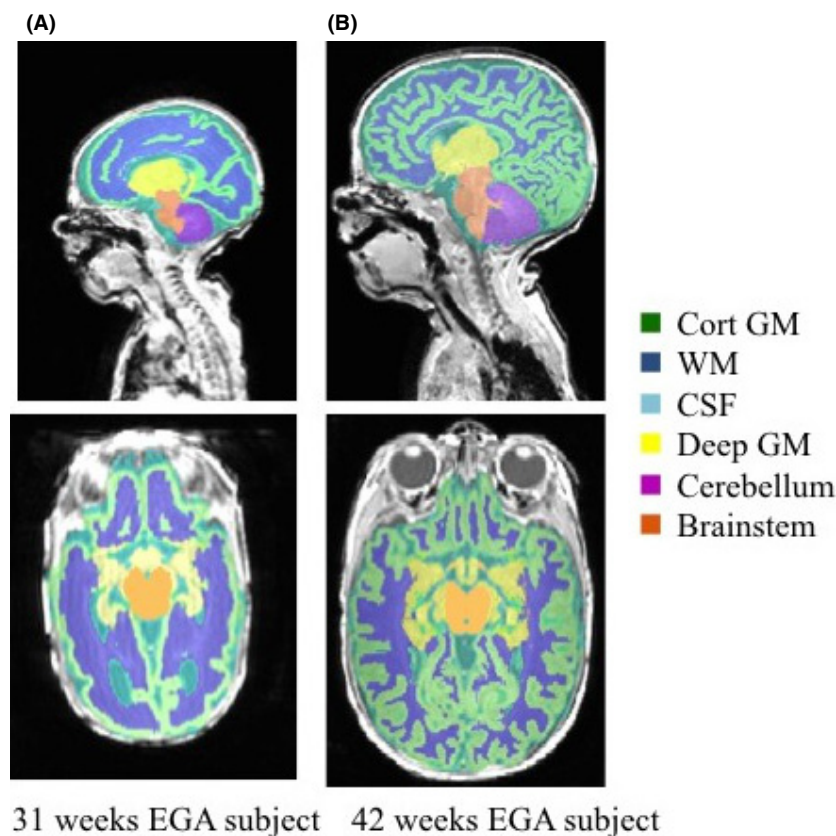 (A)
(B)
Cort GM
WM
CSF
Deep GM
Cerebellum
Brainstem
31 weeks EGA subject
42 weeks EGA subject